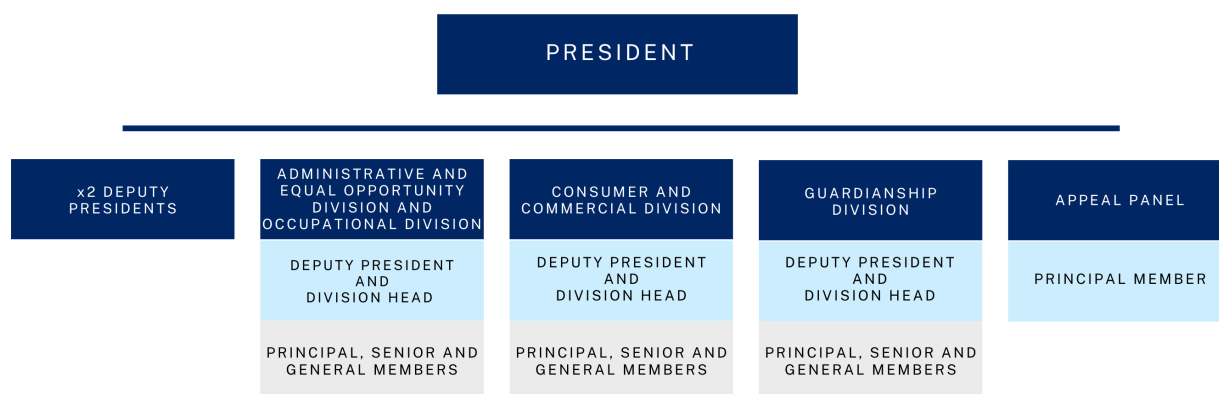 PRESIDENT
x2 DEPUTY
PRESIDENTS
ADMINISTRATIVE AND
EQUAL OPPORTUNITY
DIVISION AND
OCCUPATIONAL DIVISION
DEPUTY PRESIDENT
AND
DIVISION HEAD
PRINCIPAL, SENIOR AND
GENERAL MEMBERS
CONSUMER AND
COMMERCIAL DIVISION
DEPUTY PRESIDENT
AND
DIVISION HEAD
PRINCIPAL, SENIOR AND
GENERAL MEMBERS
GUARDIANSHIP
DIVISION
DEPUTY PRESIDENT
AND
DIVISION HEAD
PRINCIPAL, SENIOR AND
GENERAL MEMBERS
APPEAL PANEL
PRINCIPAL MEMBER